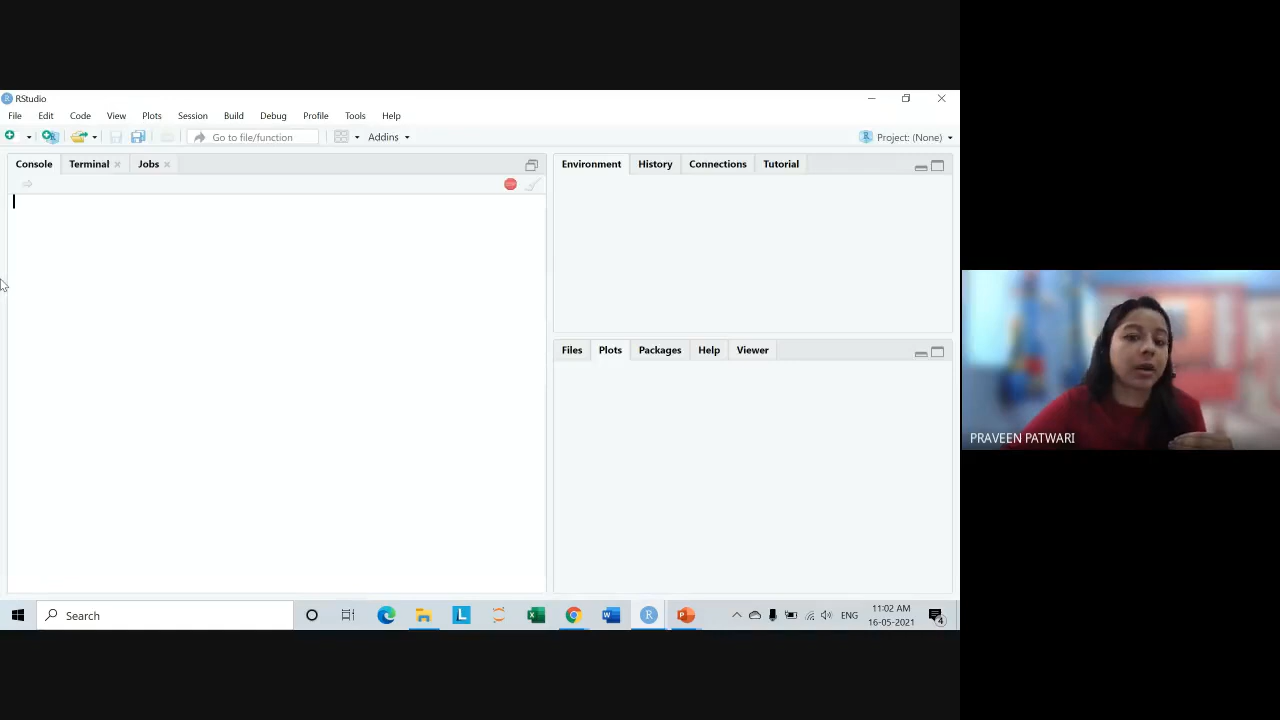 RStudio
File Edit Code View Plots Session Build Debug Profile Tools Help
Go to file/function Addins Project: (None)
Console Terminal Jobs
Environment History Connections Tutorial
STOP
Files Plots Packages Help Viewer
PRAVEEN PATWARI
Search
L
X
W
R
P
ENG
11:02 AM
16-05-2021
4